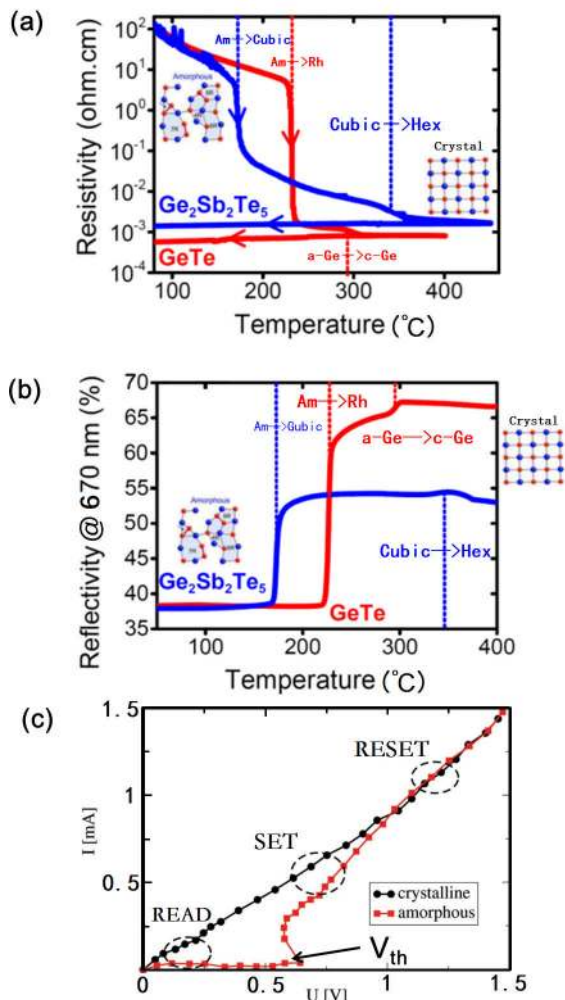 (a)
Resistivity (ohm.cm)
10²
10¹
10⁰
10⁻¹
10⁻²
10⁻³
10⁻⁴
Am->Cubic
Am->Rh
Amorphous
Cubic->Hex
Crystal
Ge₂Sb₂Te₅
GeTe
a-Ge->c-Ge
100
200
300
400
Temperature (℃)
(b)
Reflectivity @ 670 nm (%)
70
65
60
55
50
45
40
35
Am->Rh
Am->Gubic
a-Ge->c-Ge
Crystal
Amorphous
Ge₂Sb₂Te₅
Cubic->Hex
GeTe
100
200
300
400
Temperature (℃)
(c)
I [mA]
1.5
1
0.5
0
RESET
SET
READ
crystalline
amorphous
Vth
0
0.5
1
1.5
U [V]